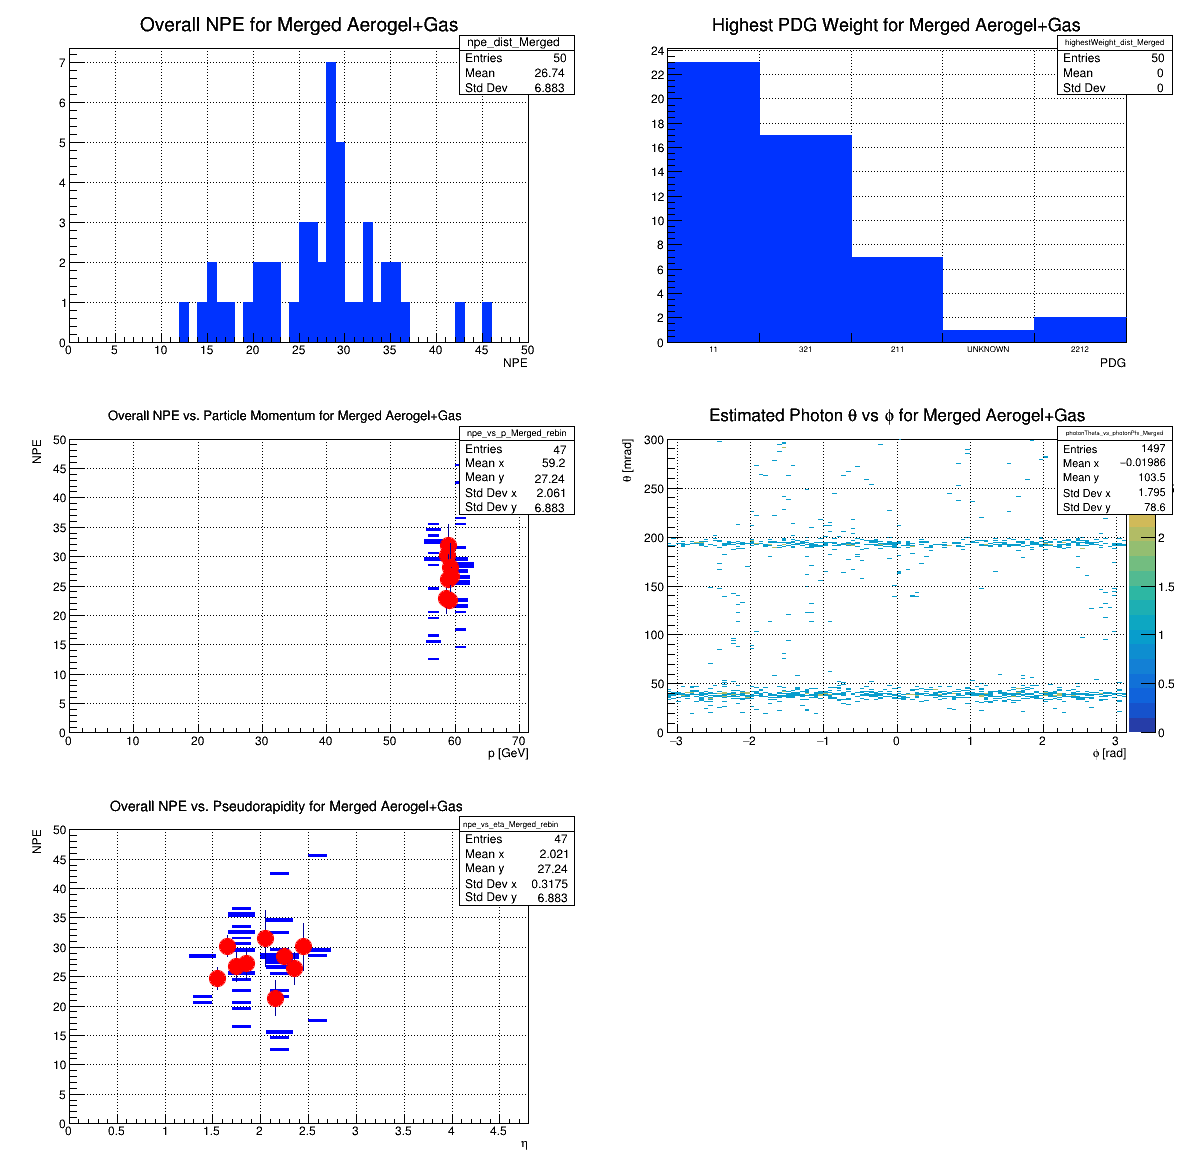 Overall NPE for Merged Aerogel+Gas
npe_dist_Merged
Entries 50
Mean 26.74
Std Dev 6.883
7
6
5
4
3
2
1
0
0 5 10 15 20 25 30 35 40 45 50
NPE
Highest PDG Weight for Merged Aerogel+Gas
highestWeight_dist_Merged
Entries 50
Mean 0
Std Dev 0
24
22
20
18
16
14
12
10
8
6
4
2
0
11 321 211 UNKNOWN 2212
PDG
Overall NPE vs. Particle Momentum for Merged Aerogel+Gas
npe_vs_p_Merged_rebin
Entries 47
Mean x 59.2
Mean y 27.24
Std Dev x 2.061
Std Dev y 6.883
NPE
50
45
40
35
30
25
20
15
10
5
0
0 10 20 30 40 50 60 70
p [GeV]
Estimated Photon θ vs ϕ for Merged Aerogel+Gas
photonTheta_vs_photonPhi_Merged
Entries 1497
Mean x −0.01986
Mean y 103.5
Std Dev x 1.795
Std Dev y 78.6
θ [mrad]
300
250
200
150
100
50
0
−3 −2 −1 0 1 2 3
ϕ [rad]
2
1.5
1
0.5
0
Overall NPE vs. Pseudorapidity for Merged Aerogel+Gas
npe_vs_eta_Merged_rebin
Entries 47
Mean x 2.021
Mean y 27.24
Std Dev x 0.3175
Std Dev y 6.883
NPE
50
45
40
35
30
25
20
15
10
5
0
0 0.5 1 1.5 2 2.5 3 3.5 4 4.5
η